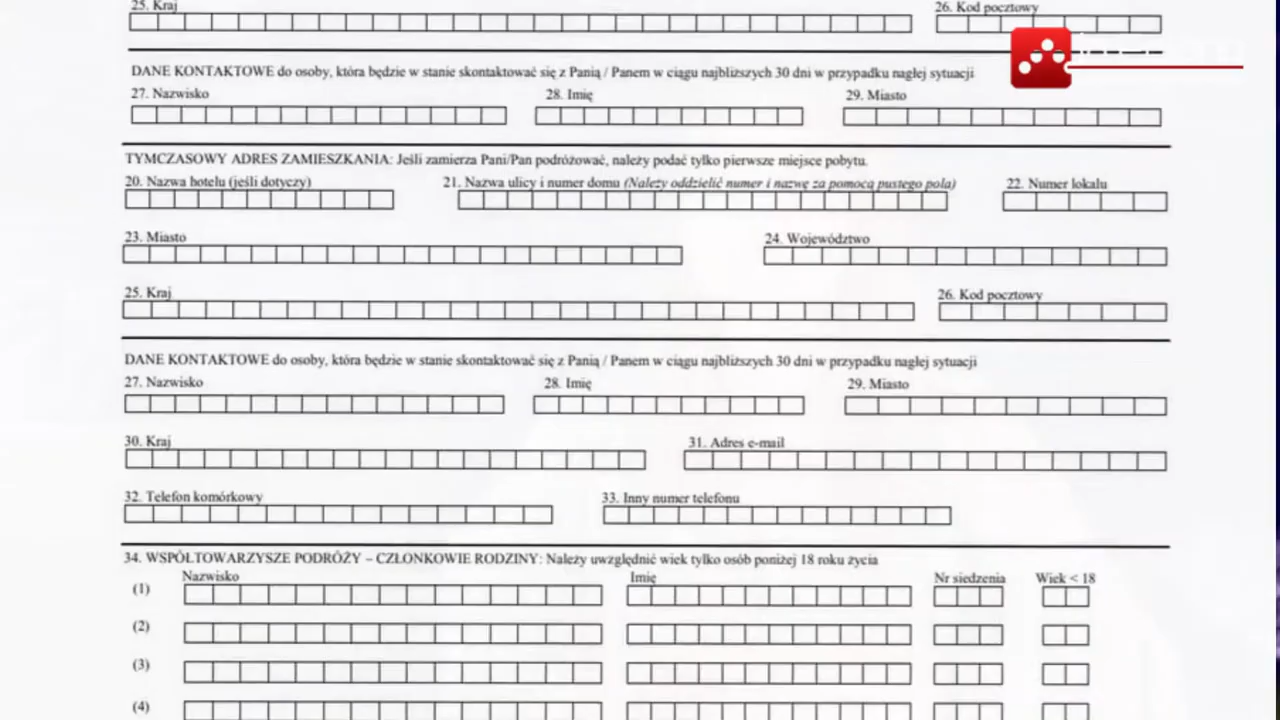 25. Kraj 26. Kod pocztowy
DANE KONTAKTOWE do osoby, która będzie w stanie skontaktować się z Panią / Panem w ciągu najbliższych 30 dni w przypadku nagłej sytuacji
27. Nazwisko 28. Imię 29. Miasto
TYMCZASOWY ADRES ZAMIESZKANIA: Jeśli zamierza Pani/Pan podróżować, należy podać tylko pierwsze miejsce pobytu.
20. Nazwa hotelu (jeśli dotyczy) 21. Nazwa ulicy i numer domu (Należy oddzielić numer i nazwę za pomocą pustego pola) 22. Numer lokalu
23. Miasto 24. Województwo
25. Kraj 26. Kod pocztowy
DANE KONTAKTOWE do osoby, która będzie w stanie skontaktować się z Panią / Panem w ciągu najbliższych 30 dni w przypadku nagłej sytuacji
27. Nazwisko 28. Imię 29. Miasto
30. Kraj 31. Adres e-mail
32. Telefon komórkowy 33. Inny numer telefonu
34. WSPÓŁTOWARZYSZE PODRÓŻY – CZŁONKOWIE RODZINY: Należy uwzględnić wiek tylko osób poniżej 18 roku życia
Nazwisko Imię Nr siedzenia Wiek < 18
(1)
(2)
(3)
(4)